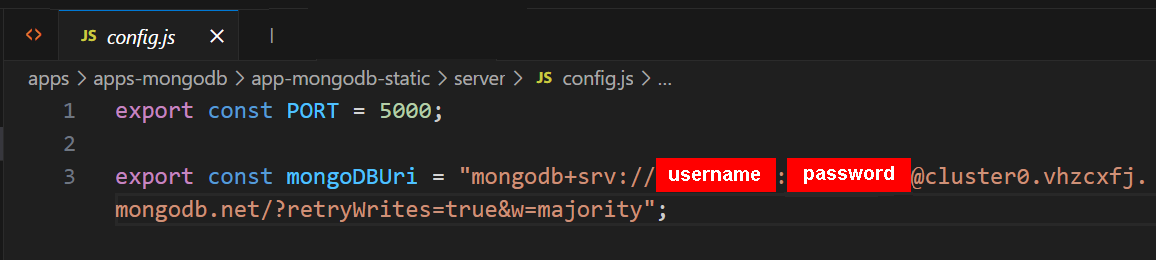 <> JS config.js ×
apps > apps-mongodb > app-mongodb-static > server > JS config.js > ...
1 export const PORT = 5000;
2
3 export const mongoDBUri = "mongodb+srv://username:password@cluster0.vhzcxfj.
mongodb.net/?retryWrites=true&w=majority";